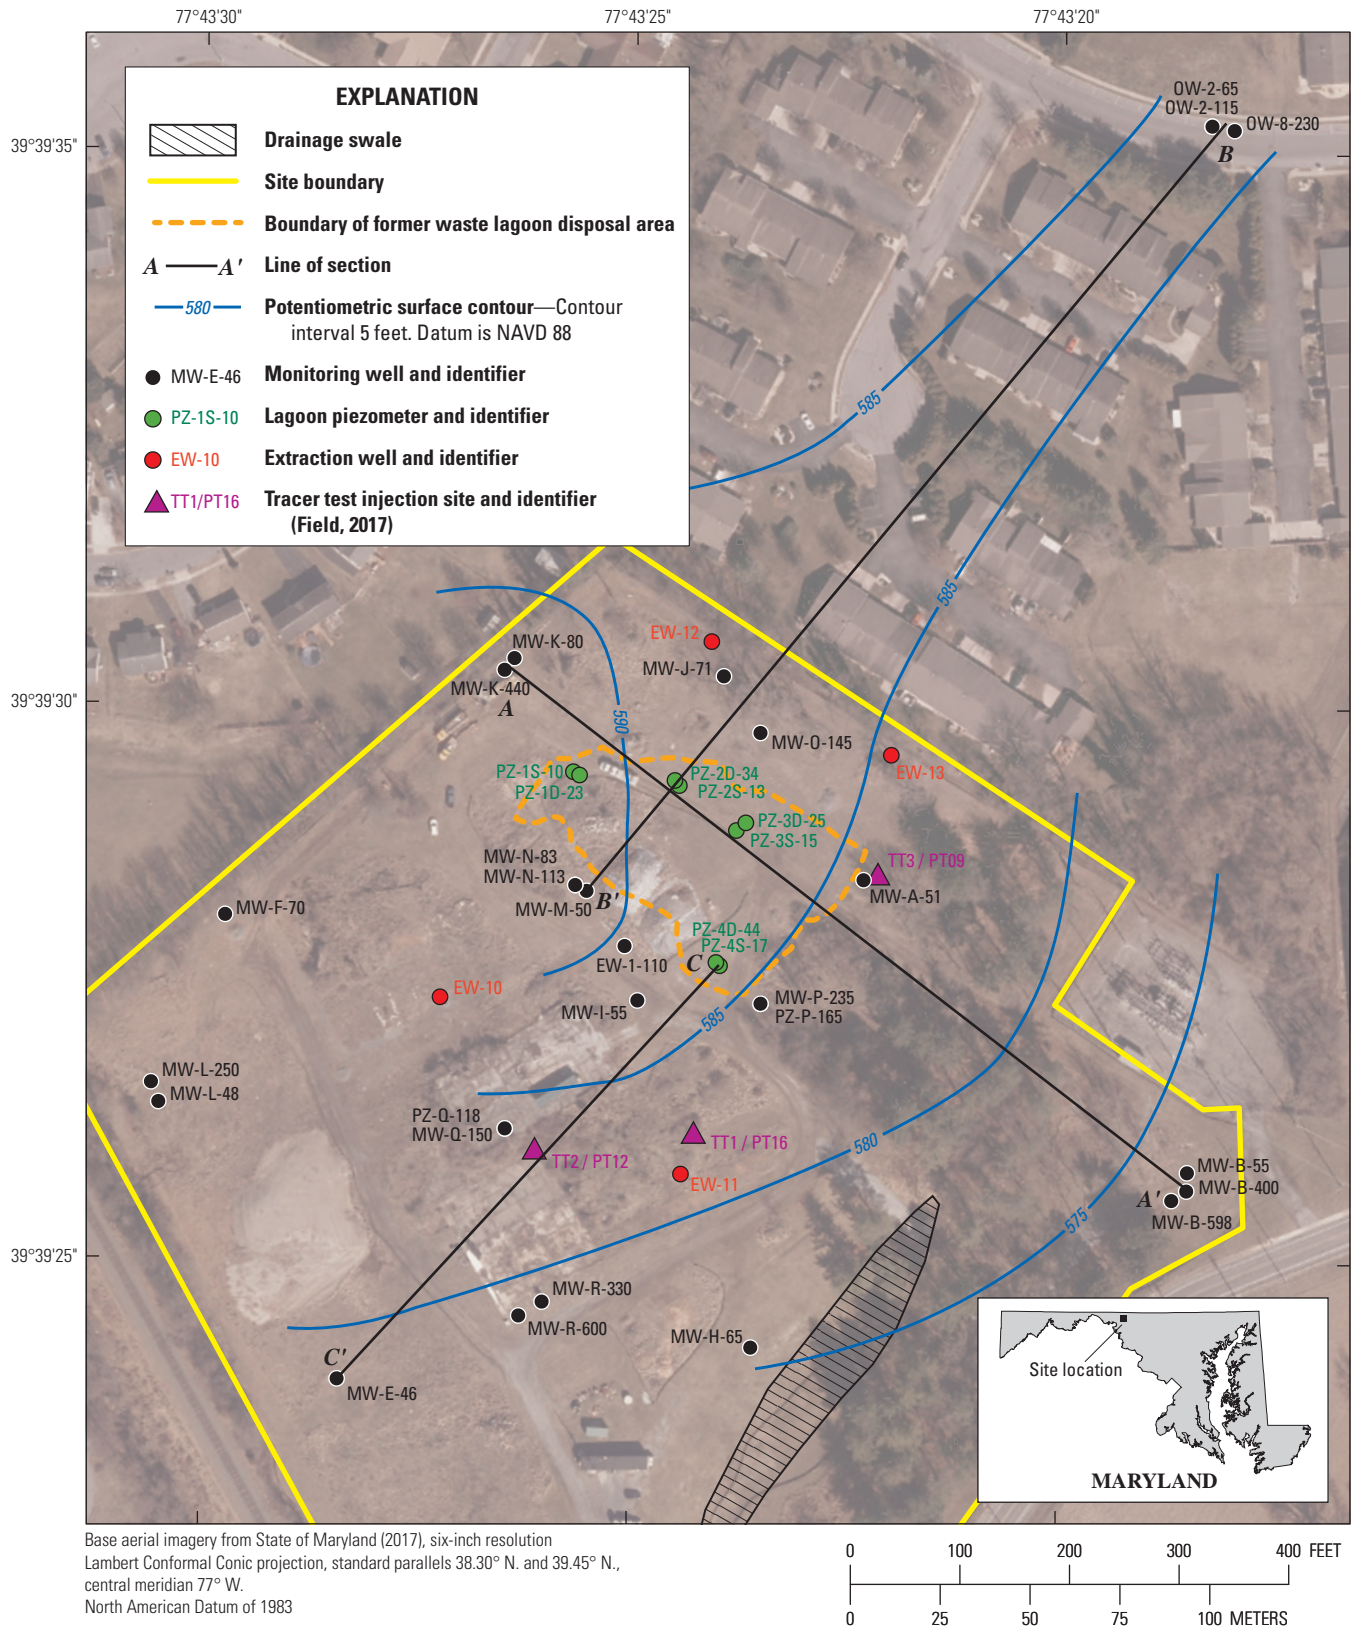 77°43'30"
77°43'25"
77°43'20"
39°39'35"
39°39'30"
39°39'25"
EXPLANATION
Drainage swale
Site boundary
Boundary of former waste lagoon disposal area
A
A'
Line of section
580
Potentiometric surface contour—Contour
interval 5 feet. Datum is NAVD 88
MW-E-46
Monitoring well and identifier
PZ-1S-10
Lagoon piezometer and identifier
EW-10
Extraction well and identifier
TT1/PT16
Tracer test injection site and identifier
(Field, 2017)
OW-2-65
OW-2-115
OW-8-230
B
585
585
EW-12
MW-J-71
MW-K-80
MW-K-440
A
590
MW-O-145
EW-13
PZ-1S-10
PZ-1D-23
PZ-2D-34
PZ-2S-13
PZ-3D-25
PZ-3S-15
MW-N-83
MW-N-113
MW-M-50
B'
TT3 / PT09
MW-A-51
MW-F-70
PZ-4D-44
PZ-4S-17
C
EW-1-110
EW-10
MW-I-55
MW-P-235
PZ-P-165
585
MW-L-250
MW-L-48
PZ-Q-118
MW-Q-150
TT2 / PT12
TT1 / PT16
EW-11
580
MW-B-55
MW-B-400
A'
MW-B-598
575
MW-R-330
MW-R-600
MW-H-65
C'
MW-E-46
Site location
MARYLAND
Base aerial imagery from State of Maryland (2017), six-inch resolution
Lambert Conformal Conic projection, standard parallels 38.30° N. and 39.45° N.,
central meridian 77° W.
North American Datum of 1983
0 100 200 300 400 FEET
0 25 50 75 100 METERS